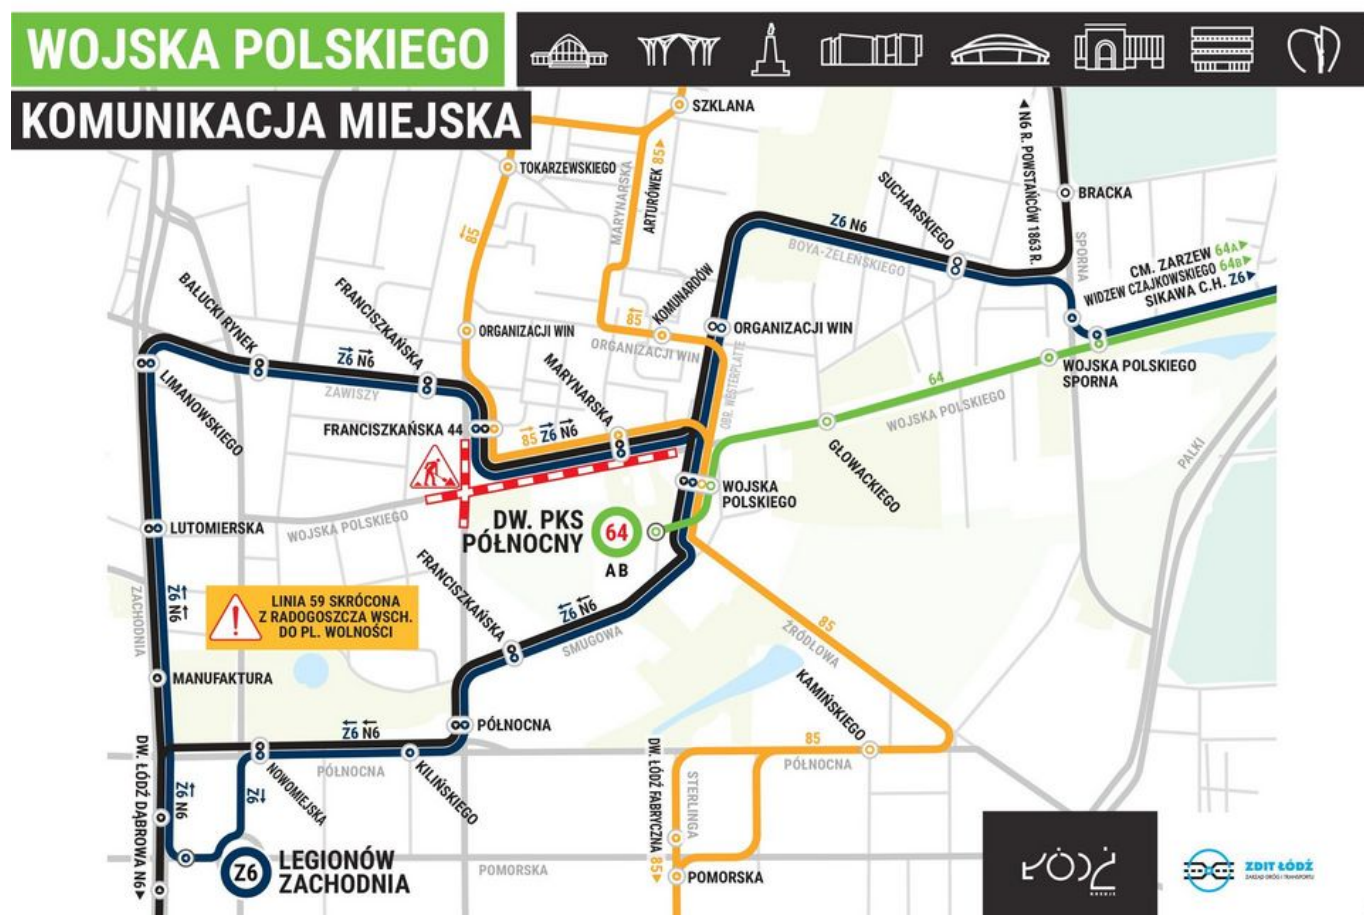 WOJSKA POLSKIEGO
KOMUNIKACJA MIEJSKA
SZKLANA
TOKARZEWSKIEGO
MARYNARSKA
ARTURÓWEK 85
85
SUCHARSKIEGO
N6 R. POWSTAŃCÓW 1863 R.
BRACKA
SPORNA
Z6 N6
BOYA-ŻELEŃSKIEGO
CM. ZARZEW 64A
WIDZEW CZAJKOWSKIEGO 64B
SIKAWA C.H. Z6
BAŁUCKI RYNEK
FRANCISZKAŃSKA
KOMUNARDÓW
85
ORGANIZACJI WIN
ORGANIZACJI WIN
ORGANIZACJI WIN
OBR. WESTERPLATTE
Z6 N6
ZAWISZY
LIMANOWSKIEGO
MARYNARSKA
WOJSKA POLSKIEGO
SPORNA
64
WOJSKA POLSKIEGO
FRANCISZKAŃSKA 44
85 Z6 N6
GŁOWACKIEGO
PALKI
WOJSKA
POLSKIEGO
LUTOMIERSKA
WOJSKA POLSKIEGO
DW. PKS
PÓŁNOCNY
64
A B
FRANCISZKAŃSKA
ZACHODNIA
Z6 N6
LINIA 59 SKRÓCONA
Z RADOGOSZCZA WSCH.
DO PL. WOLNOŚCI
Z6 N6
SMUGOWA
85
ŹRÓDŁOWA
MANUFAKTURA
KAMIŃSKIEGO
PÓŁNOCNA
Z6 N6
PÓŁNOCNA
85
PÓŁNOCNA
DW. ŁÓDŹ DĄBROWA N6
Z6 N6
Z6
NOWOMIEJSKA
KILIŃSKIEGO
DW. ŁÓDŹ FABRYCZNA 85
STERLINGA
Z6
LEGIONÓW
ZACHODNIA
POMORSKA
POMORSKA
ŁÓDŹ
KREUJE
ZDIT ŁÓDŹ
ZARZĄD DRÓG I TRANSPORTU